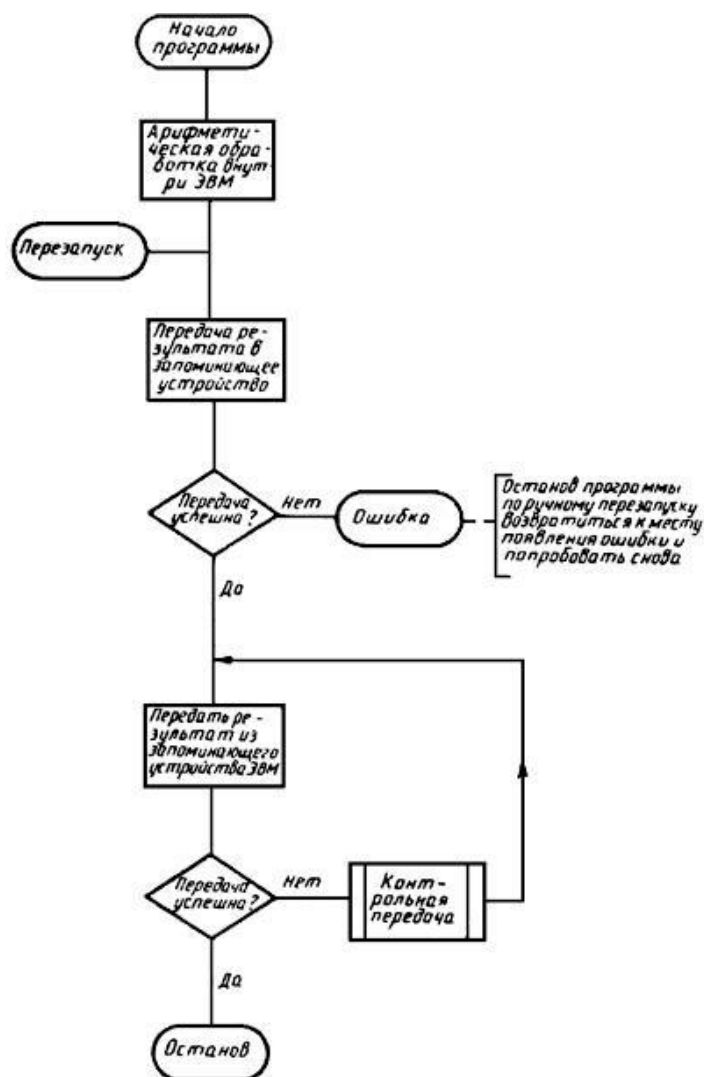 Начало
программы
Арифмети-
ческая обра-
ботка внут
ри ЭВМ
Перезапуск
Передача ре-
зультата в
запоминающее
устройство
Передача
успешна?
Нет
Ошибка
Останов программы
по ручному перезапуску
возвратиться к месту
появления ошибки и
попробовать снова
Да
Передать ре-
зультат из
запоминающего
устройства ЭВМ
Передача
успешна?
Нет
Конт-
рольная
передача
Да
Останов